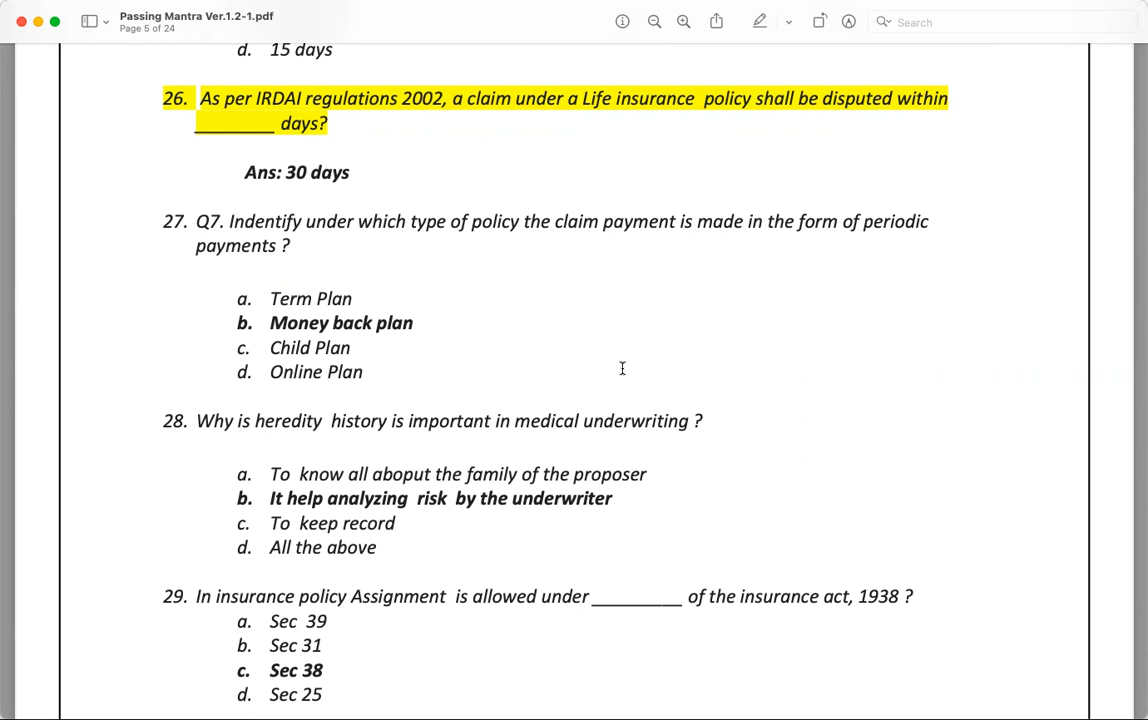 Passing Mantra Ver.1.2-1.pdf
Page 5 of 24
Search
d. 15 days
26. As per IRDAI regulations 2002, a claim under a Life insurance policy shall be disputed within
________ days?
Ans: 30 days
27. Q7. Indentify under which type of policy the claim payment is made in the form of periodic
payments ?
a. Term Plan
b. Money back plan
c. Child Plan
d. Online Plan
28. Why is heredity history is important in medical underwriting ?
a. To know all aboput the family of the proposer
b. It help analyzing risk by the underwriter
c. To keep record
d. All the above
29. In insurance policy Assignment is allowed under_________ of the insurance act, 1938 ?
a. Sec 39
b. Sec 31
c. Sec 38
d. Sec 25